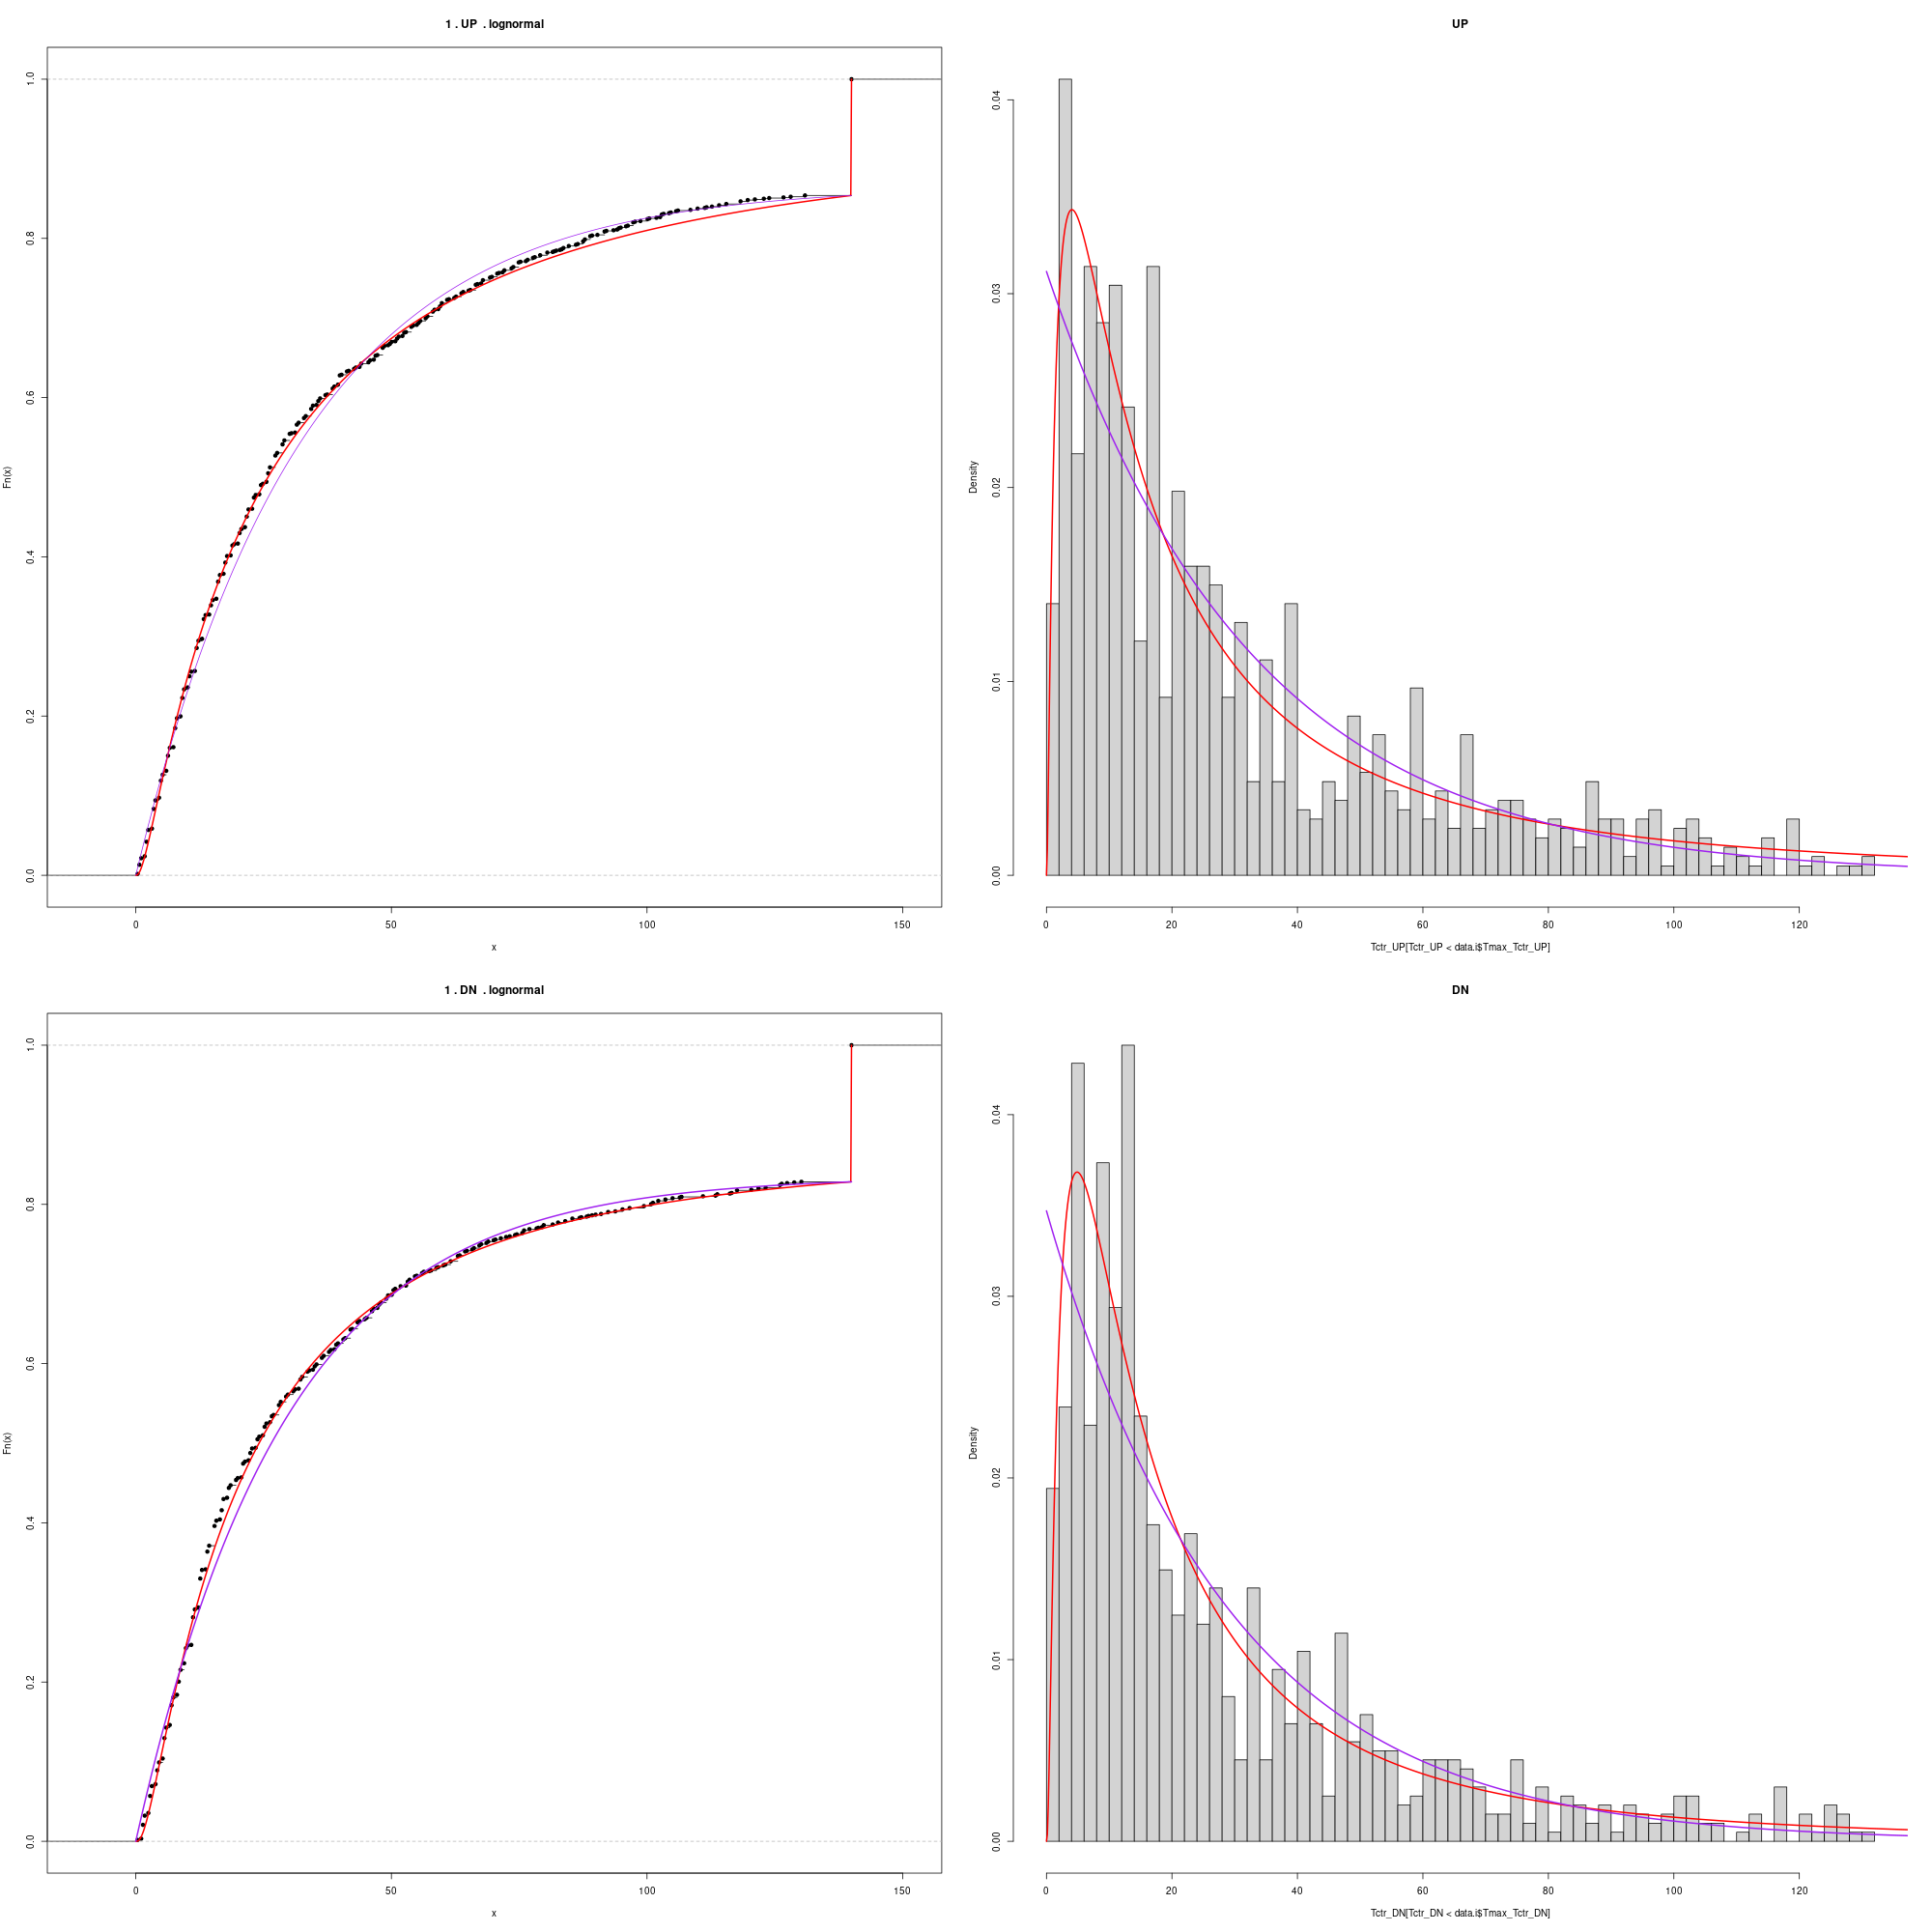 1 . UP . lognormal
Fn(x)
1.0
0.8
0.6
0.4
0.2
0.0
0 50 100 150
x
UP
Density
0.04
0.03
0.02
0.01
0.00
0 20 40 60 80 100 120
Tctr_UP[Tctr_UP < data.i$Tmax_Tctr_UP]
1 . DN . lognormal
Fn(x)
1.0
0.8
0.6
0.4
0.2
0.0
0 50 100 150
x
DN
Density
0.04
0.03
0.02
0.01
0.00
0 20 40 60 80 100 120
Tctr_DN[Tctr_DN < data.i$Tmax_Tctr_DN]